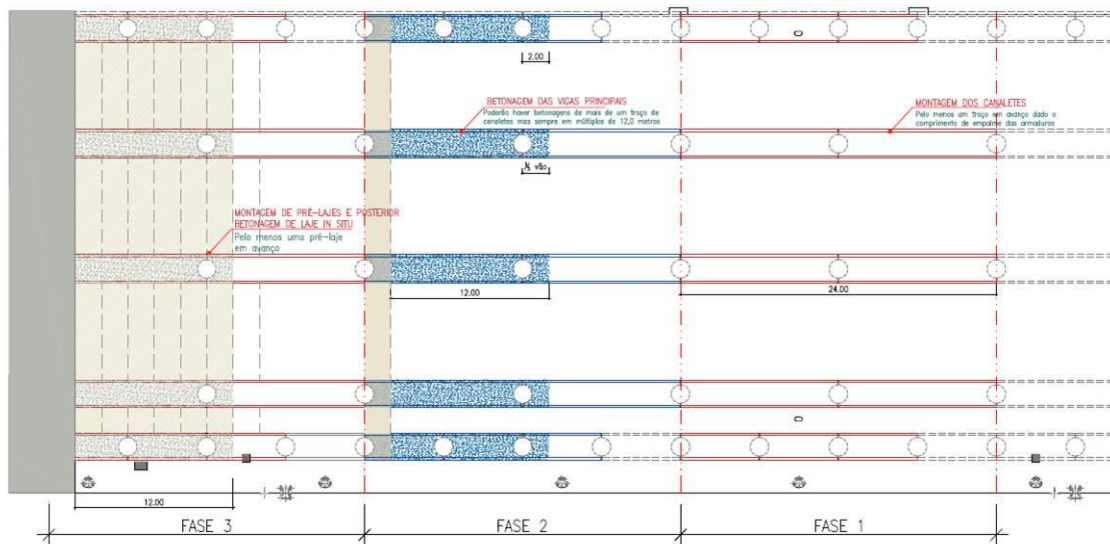 2.00
BETONAGEM DAS VIGAS PRINCIPAIS
Poderão haver betonagens de mais de um troço de
canaletes mas sempre em múltiplos de 12,0 metros
MONTAGEM DOS CANALETES
Pelo menos um troço em avanço dado o
comprimento de empalme das armaduras
⅕ vão
MONTAGEM DE PRÉ-LAJES E POSTERIOR
BETONAGEM DE LAJE IN SITU
Pelo menos uma pré-laje
em avanço
12.00
24.00
12.00
FASE 3
FASE 2
FASE 1